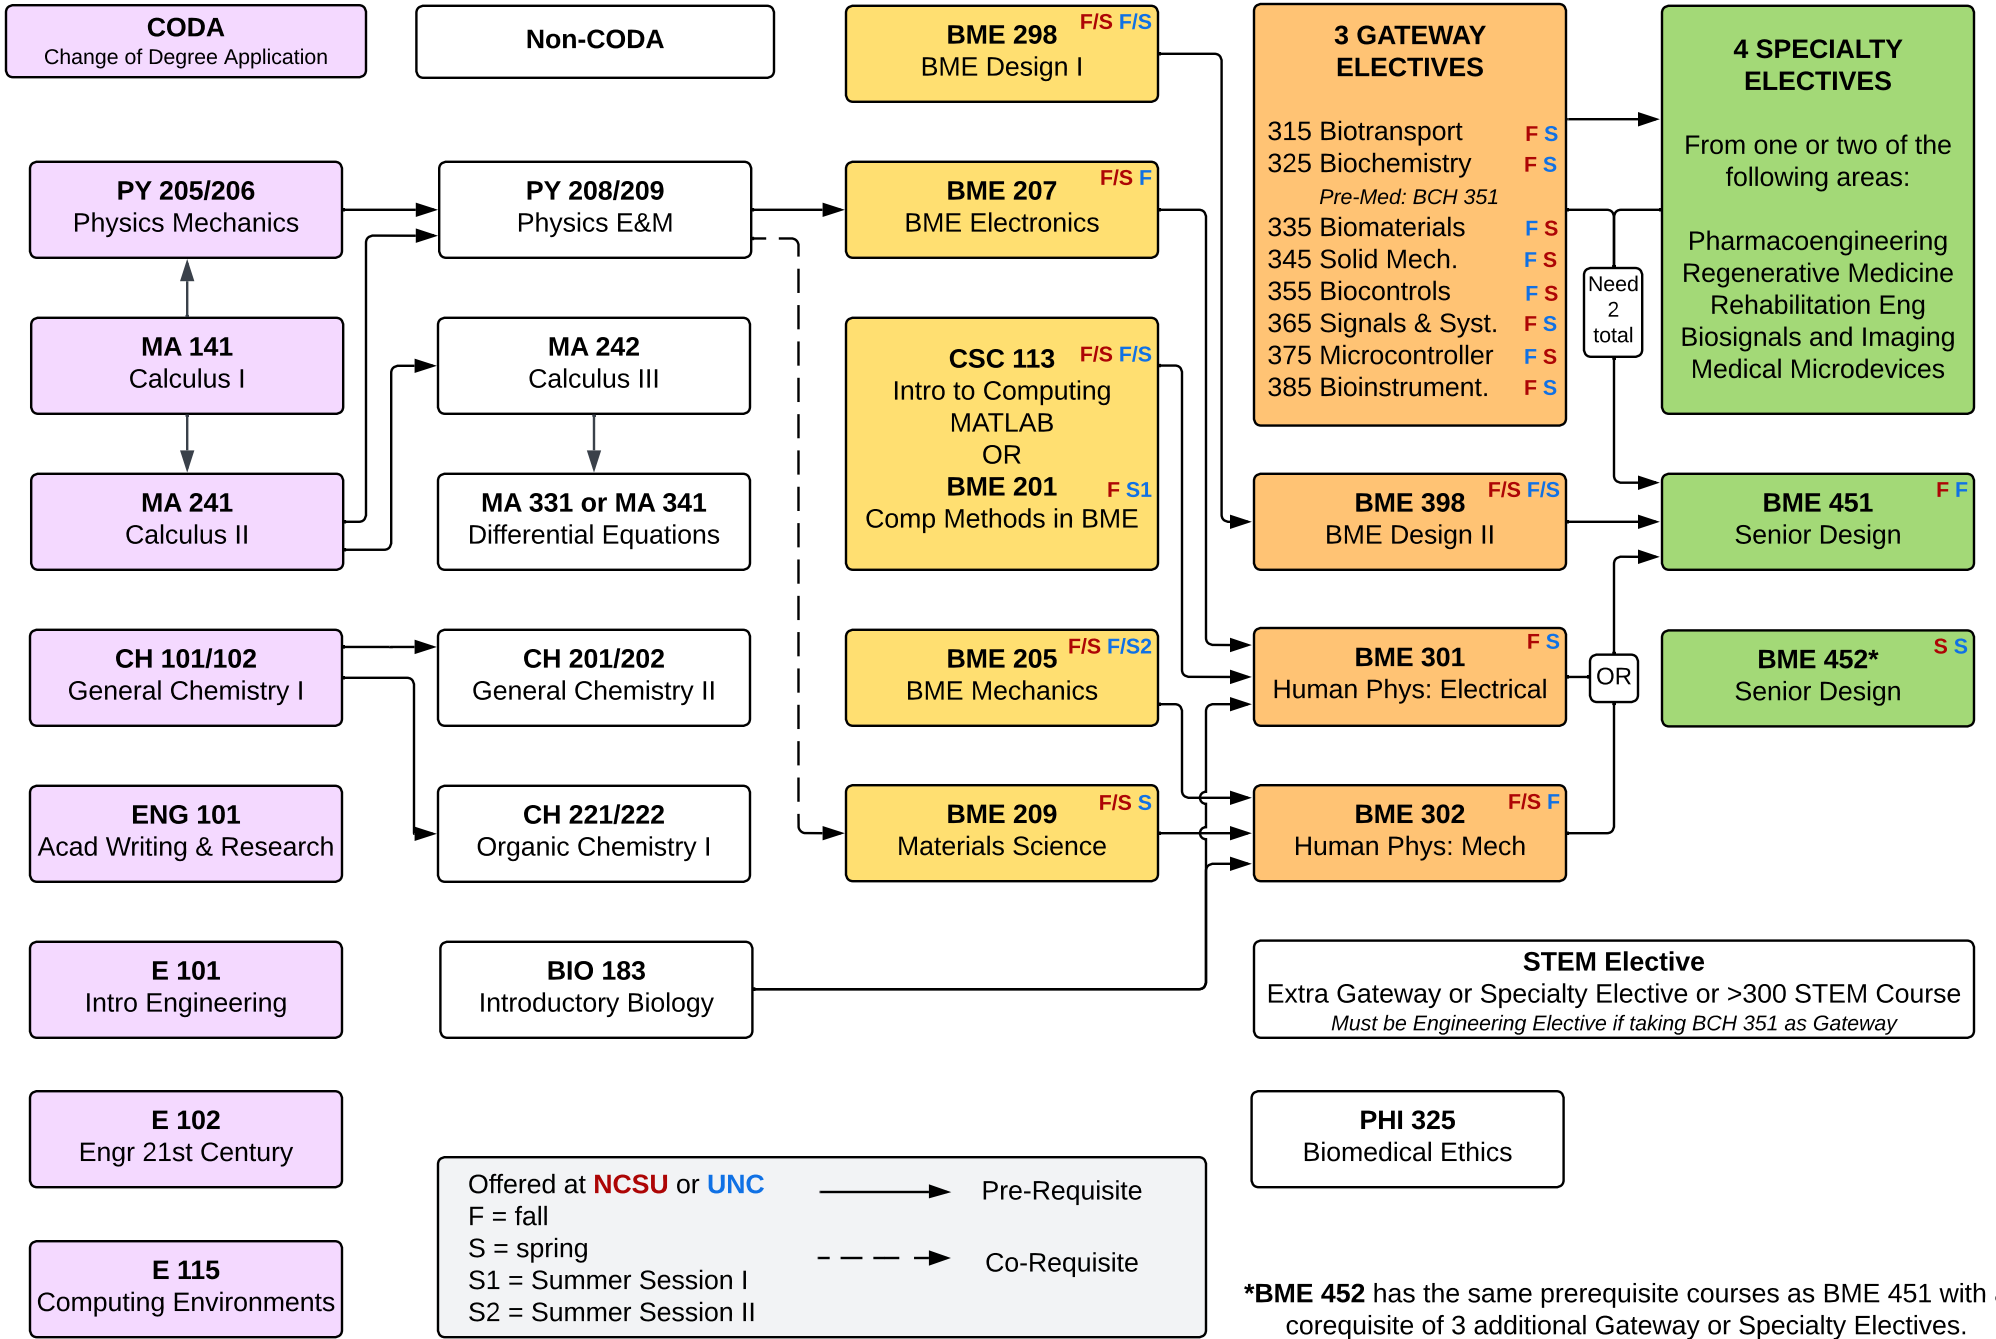 CODA
Change of Degree Application
Non-CODA
PY 205/206
Physics Mechanics
MA 141
Calculus I
MA 241
Calculus II
CH 101/102
General Chemistry I
ENG 101
Acad Writing & Research
E 101
Intro Engineering
E 102
Engr 21st Century
E 115
Computing Environments
PY 208/209
Physics E&M
MA 242
Calculus III
MA 331 or MA 341
Differential Equations
CH 201/202
General Chemistry II
CH 221/222
Organic Chemistry I
BIO 183
Introductory Biology
BME 298 F/S F/S
BME Design I
BME 207 F/S F
BME Electronics
CSC 113 F/S F/S
Intro to Computing
MATLAB
OR
BME 201 F S1
Comp Methods in BME
BME 205 F/S F/S2
BME Mechanics
BME 209 F/S S
Materials Science
3 GATEWAY
ELECTIVES
315 Biotransport F S
325 Biochemistry F S
Pre-Med: BCH 351
335 Biomaterials F S
345 Solid Mech. F S
355 Biocontrols F S
365 Signals & Syst. F S
375 Microcontroller F S
385 Bioinstrument. F S
BME 398 F/S F/S
BME Design II
BME 301 F S
Human Phys: Electrical
BME 302 F/S F
Human Phys: Mech
Need
2
total
OR
4 SPECIALTY
ELECTIVES
From one or two of the
following areas:
Pharmacoengineering
Regenerative Medicine
Rehabilitation Eng
Biosignals and Imaging
Medical Microdevices
BME 451 F F
Senior Design
BME 452* S S
Senior Design
STEM Elective
Extra Gateway or Specialty Elective or >300 STEM Course
Must be Engineering Elective if taking BCH 351 as Gateway
PHI 325
Biomedical Ethics
Offered at NCSU or UNC
F = fall
S = spring
S1 = Summer Session I
S2 = Summer Session II
Pre-Requisite
Co-Requisite
*BME 452 has the same prerequisite courses as BME 451 with
corequisite of 3 additional Gateway or Specialty Electives.